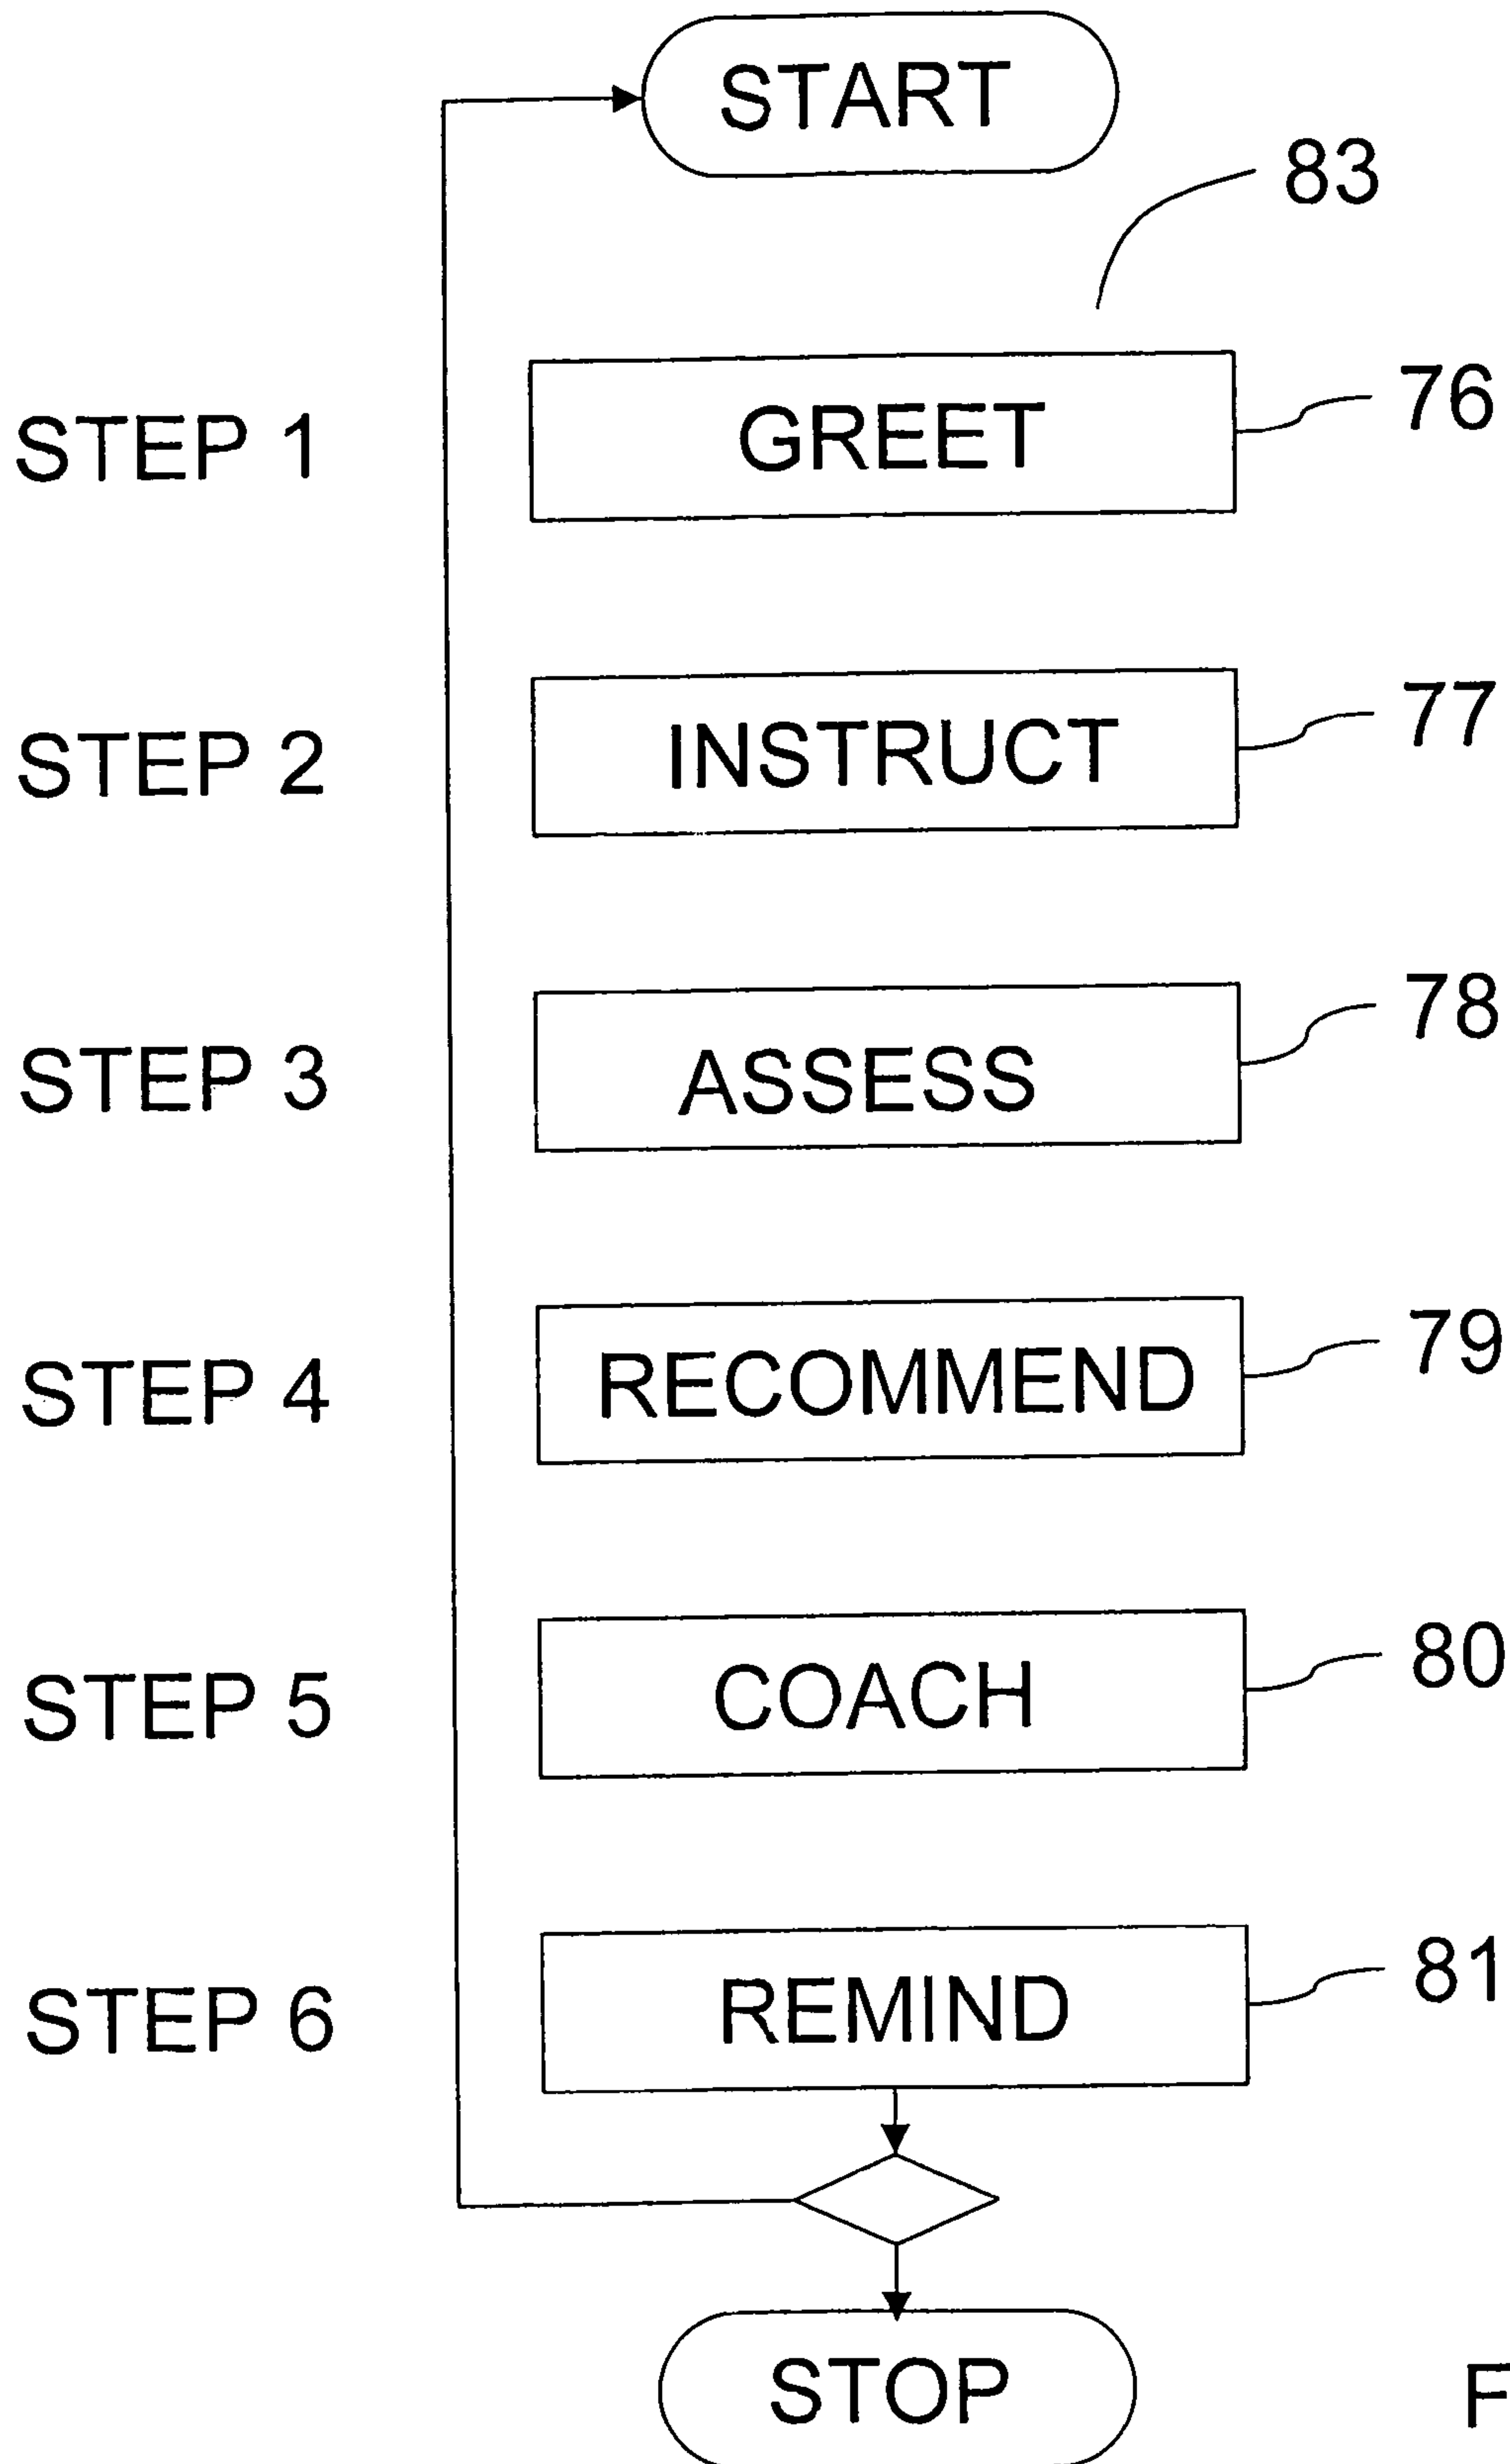 START
83
STEP 1 GREET 76
STEP 2 INSTRUCT 77
STEP 3 ASSESS 78
STEP 4 RECOMMEND 79
STEP 5 COACH 80
STEP 6 REMIND 81
STOP
F